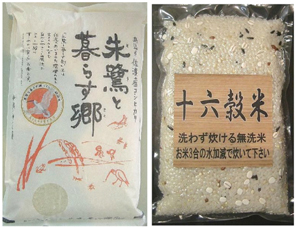 朱鷺と
暮らす郷
十六穀米
洗わず炊ける無洗米
お米3合の水加減で炊いて下さい